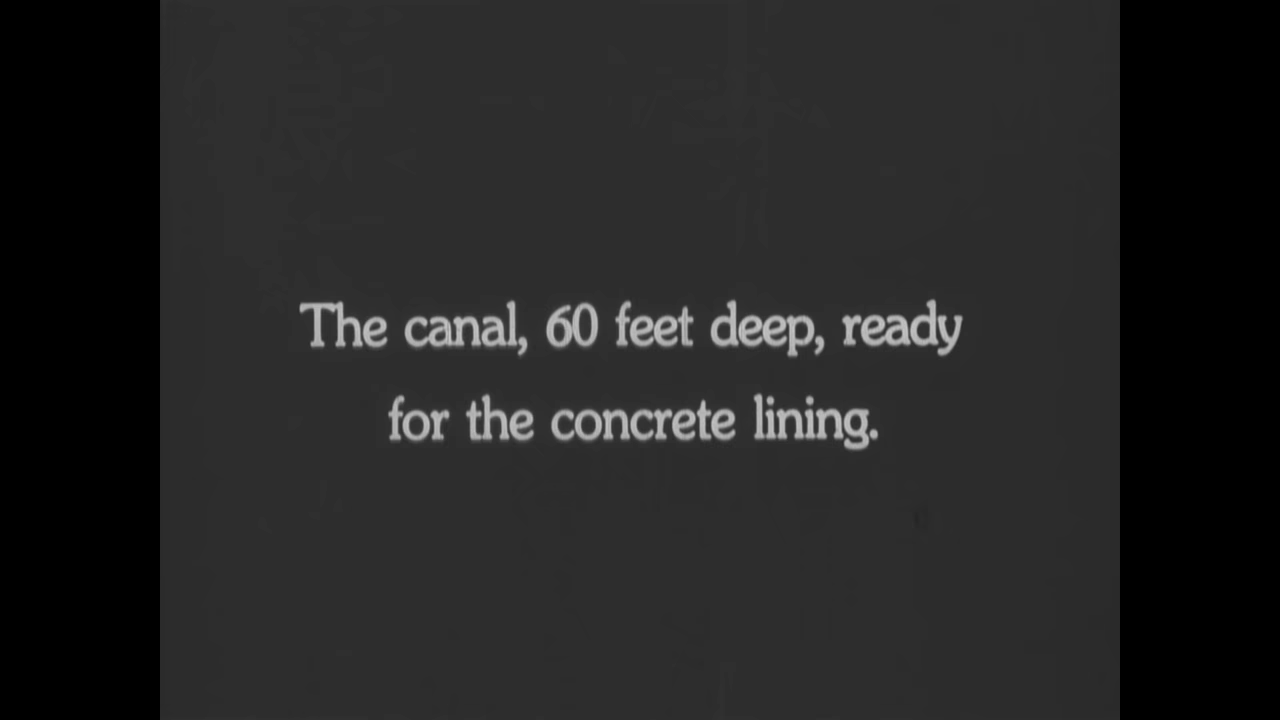 The canal, 60 feet deep, ready
for the concrete lining.